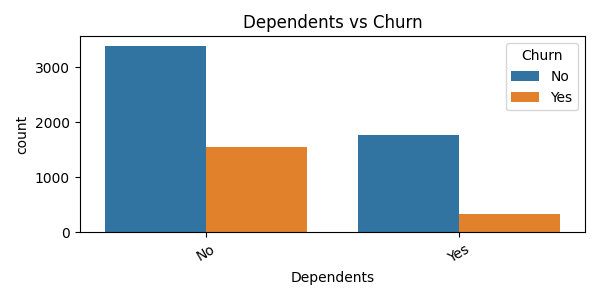 Dependents vs Churn
Churn
No
Yes
count
3000
2000
1000
0
No
Yes
Dependents